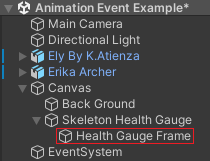 Animation Event Example*
Main Camera
Directional Light
Ely By K.Atienza
Erika Archer
Canvas
Back Ground
Skeleton Health Gauge
Health Gauge Frame
EventSystem